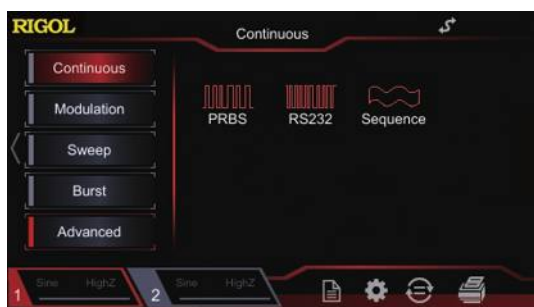 RIGOL
Continuous
Continuous
Modulation
Sweep
Burst
Advanced
PRBS RS232 Sequence
1 Sine HighZ 2 Sine HighZ